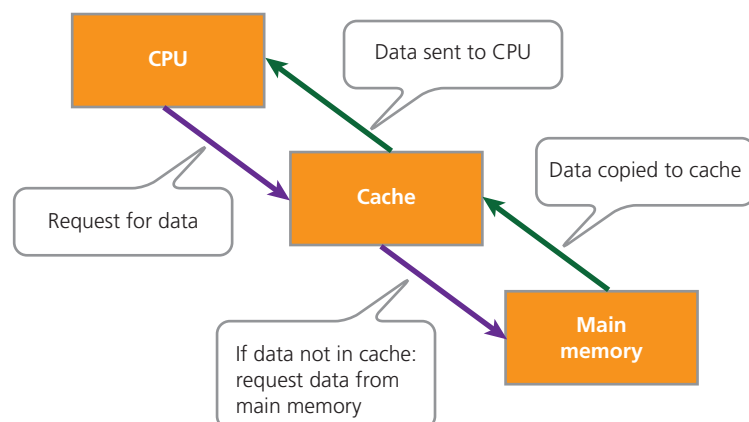 CPU
Data sent to CPU
Request for data
Cache
Data copied to cache
If data not in cache:
request data from
main memory
Main
memory